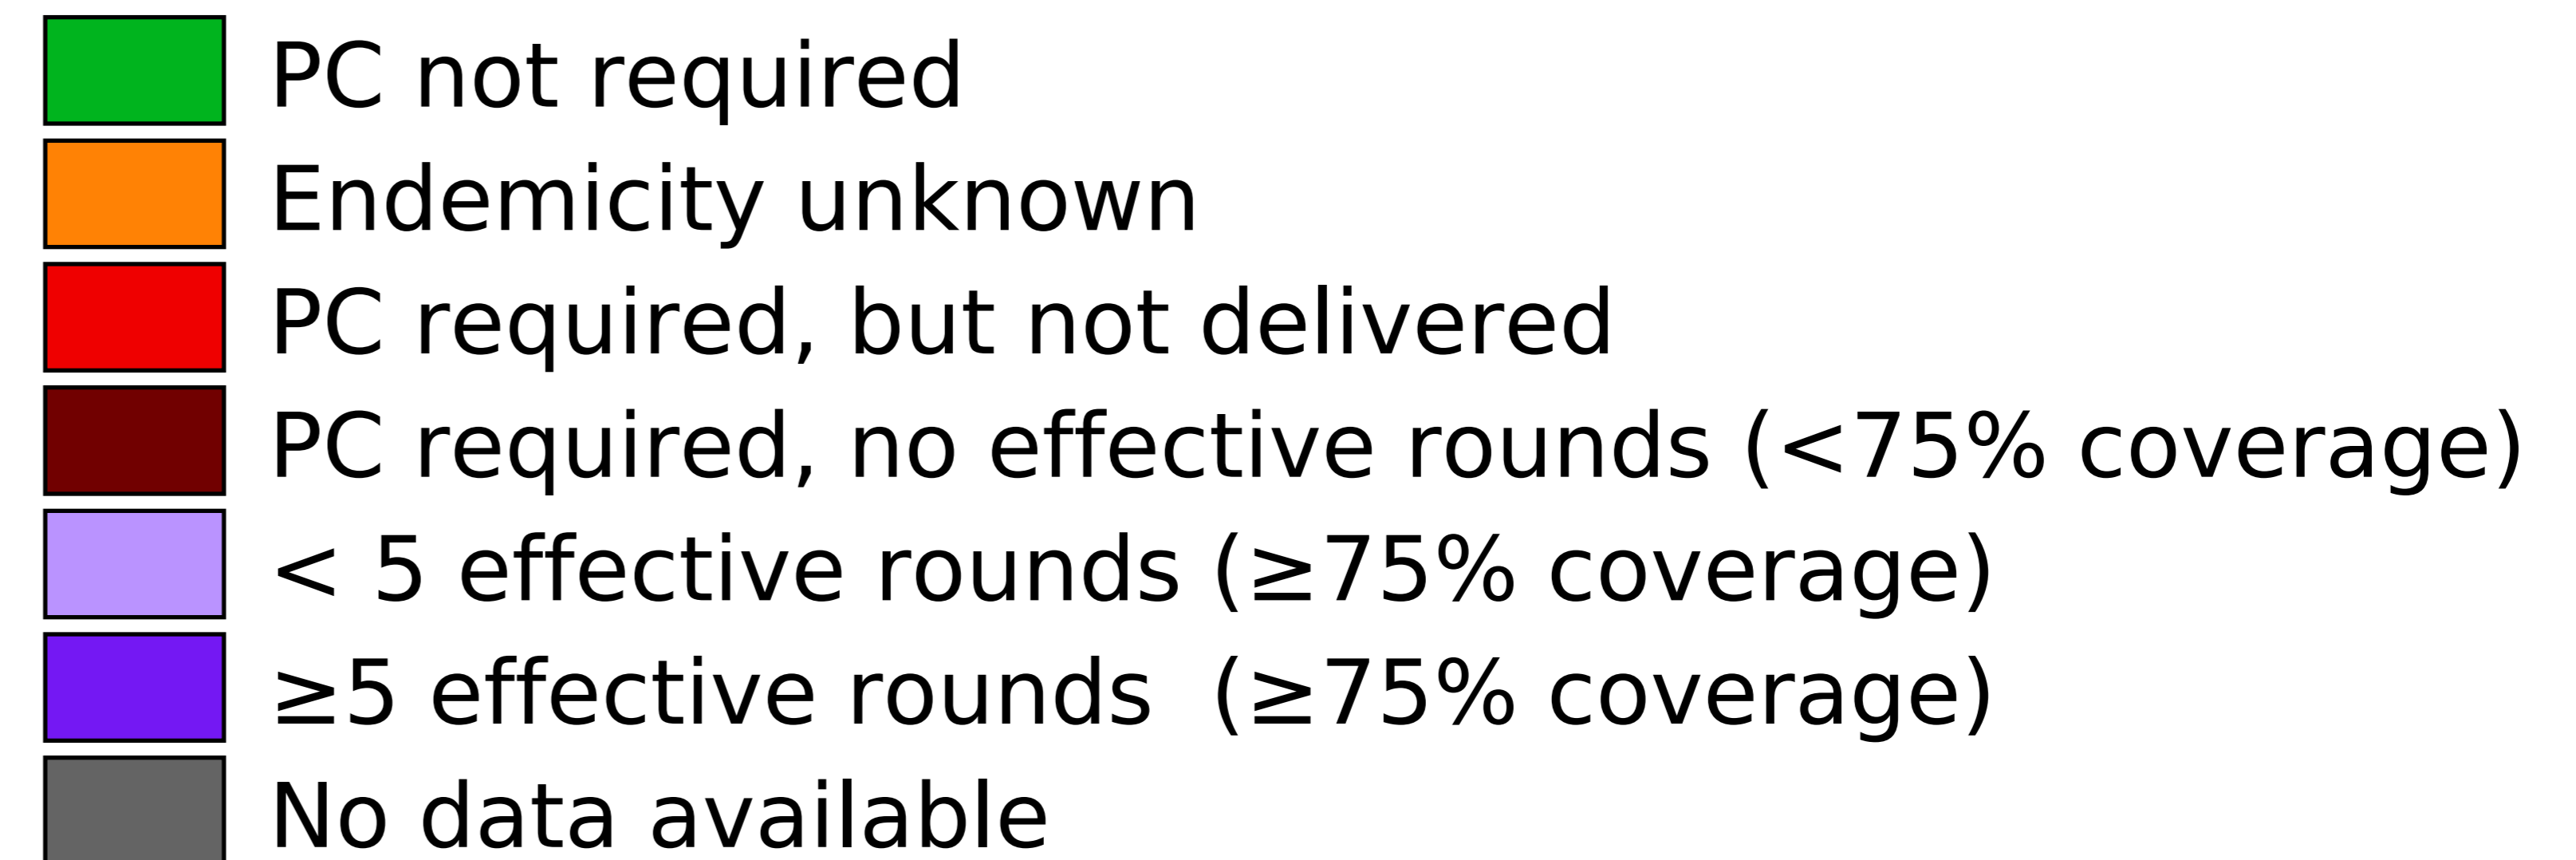 PC not required
Endemicity unknown
PC required, but not delivered
PC required, no effective rounds (<75% coverage)
< 5 effective rounds (≥75% coverage)
≥5 effective rounds  (≥75% coverage)
No data available